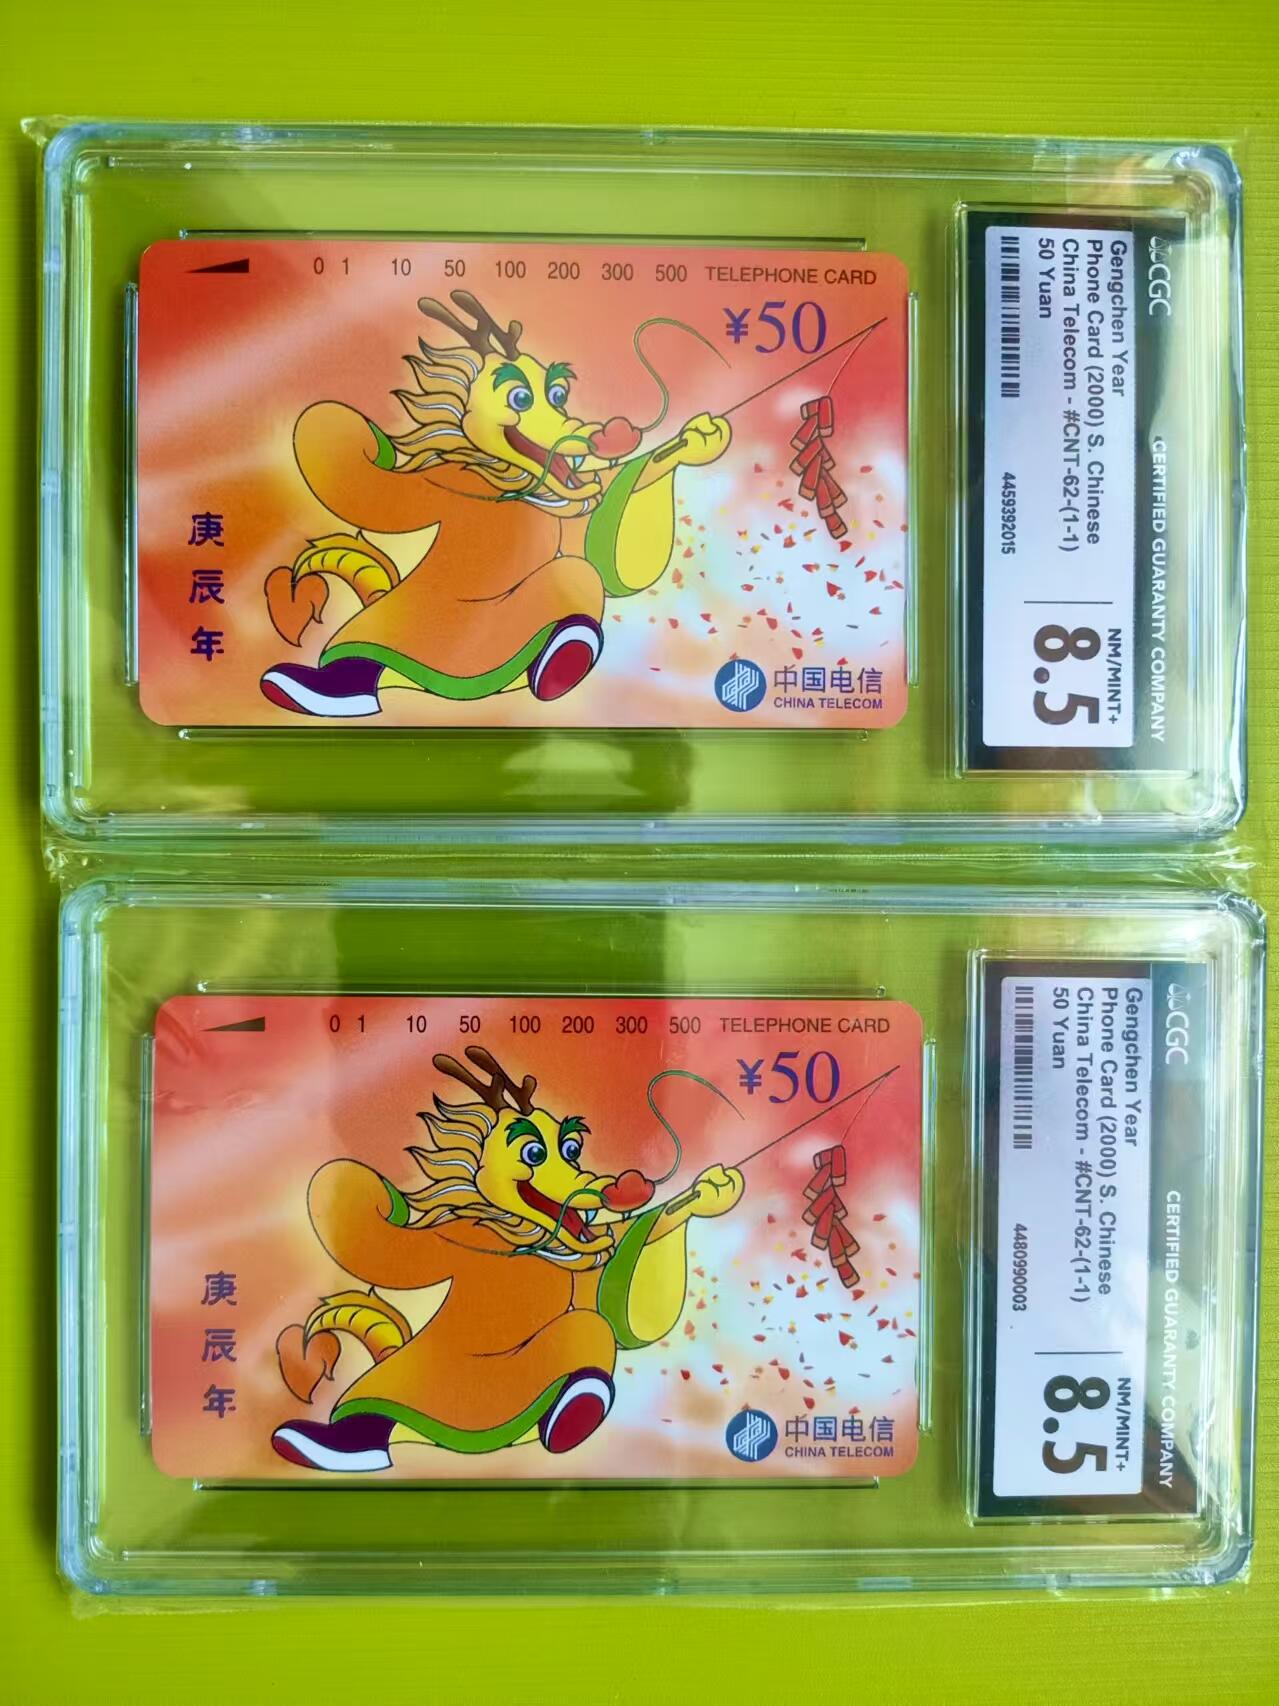 0 1 10 50 100 200 300 500 TELEPHONE CARD
¥50
庚辰年
中国电信
CHINA TELECOM
CGC
CERTIFIED GUARANTY COMPANY
Gengchen Year
Phone Card (2000) S. Chinese
China Telecom - #CNT-62-(1-1)
50 Yuan
4459392015
NM/MINT+
8.5
0 1 10 50 100 200 300 500 TELEPHONE CARD
¥50
庚辰年
中国电信
CHINA TELECOM
CGC
CERTIFIED GUARANTY COMPANY
Gengchen Year
Phone Card (2000) S. Chinese
China Telecom - #CNT-62-(1-1)
50 Yuan
4480990003
NM/MINT+
8.5